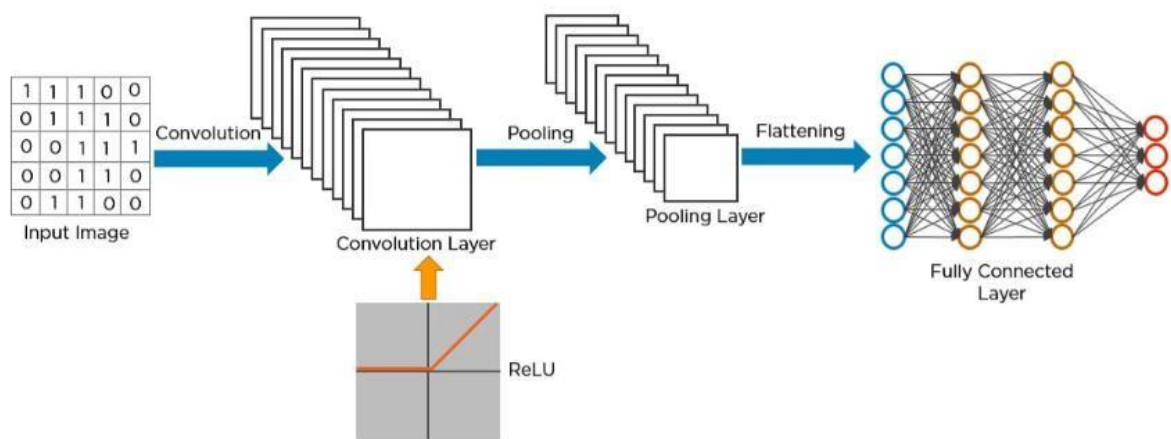 1 1 1 0 0
0 1 1 1 0
0 0 1 1 1
0 0 1 1 0
0 1 1 0 0
Input Image
Convolution
Convolution Layer
ReLU
Pooling
Pooling Layer
Flattening
Fully Connected
Layer